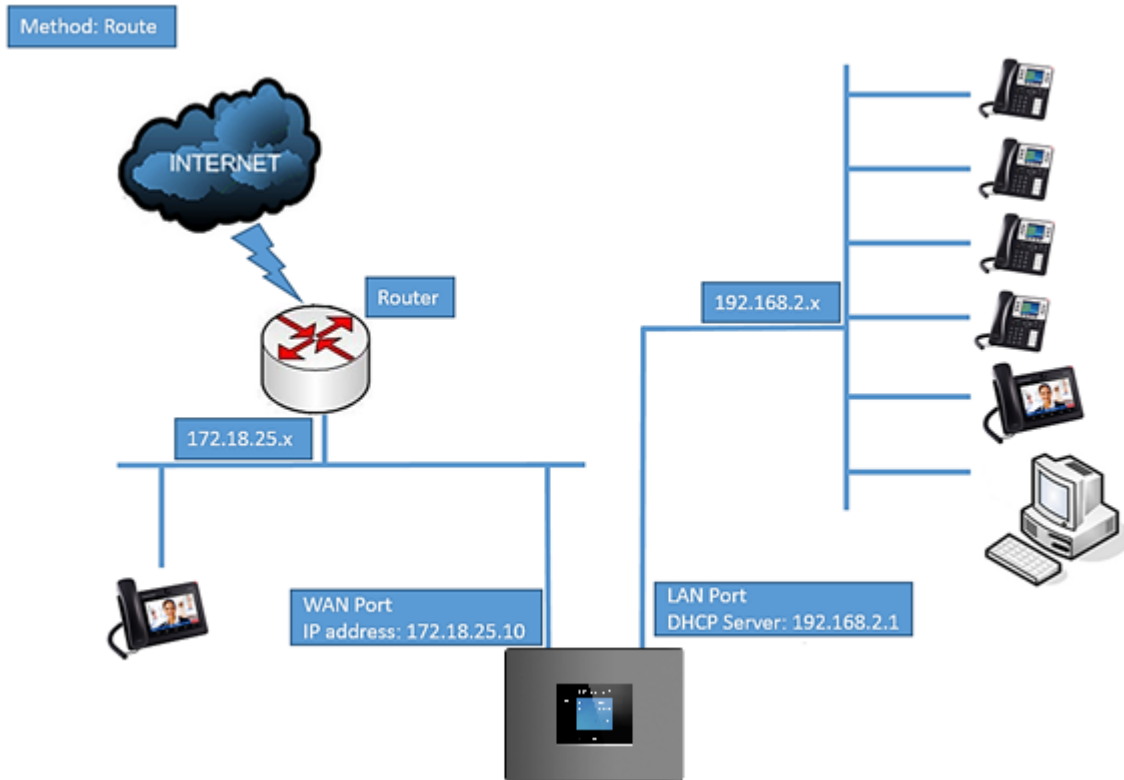 Method: Route
INTERNET
Router
192.168.2.x
172.18.25.x
WAN Port
IP address: 172.18.25.10
LAN Port
DHCP Server: 192.168.2.1